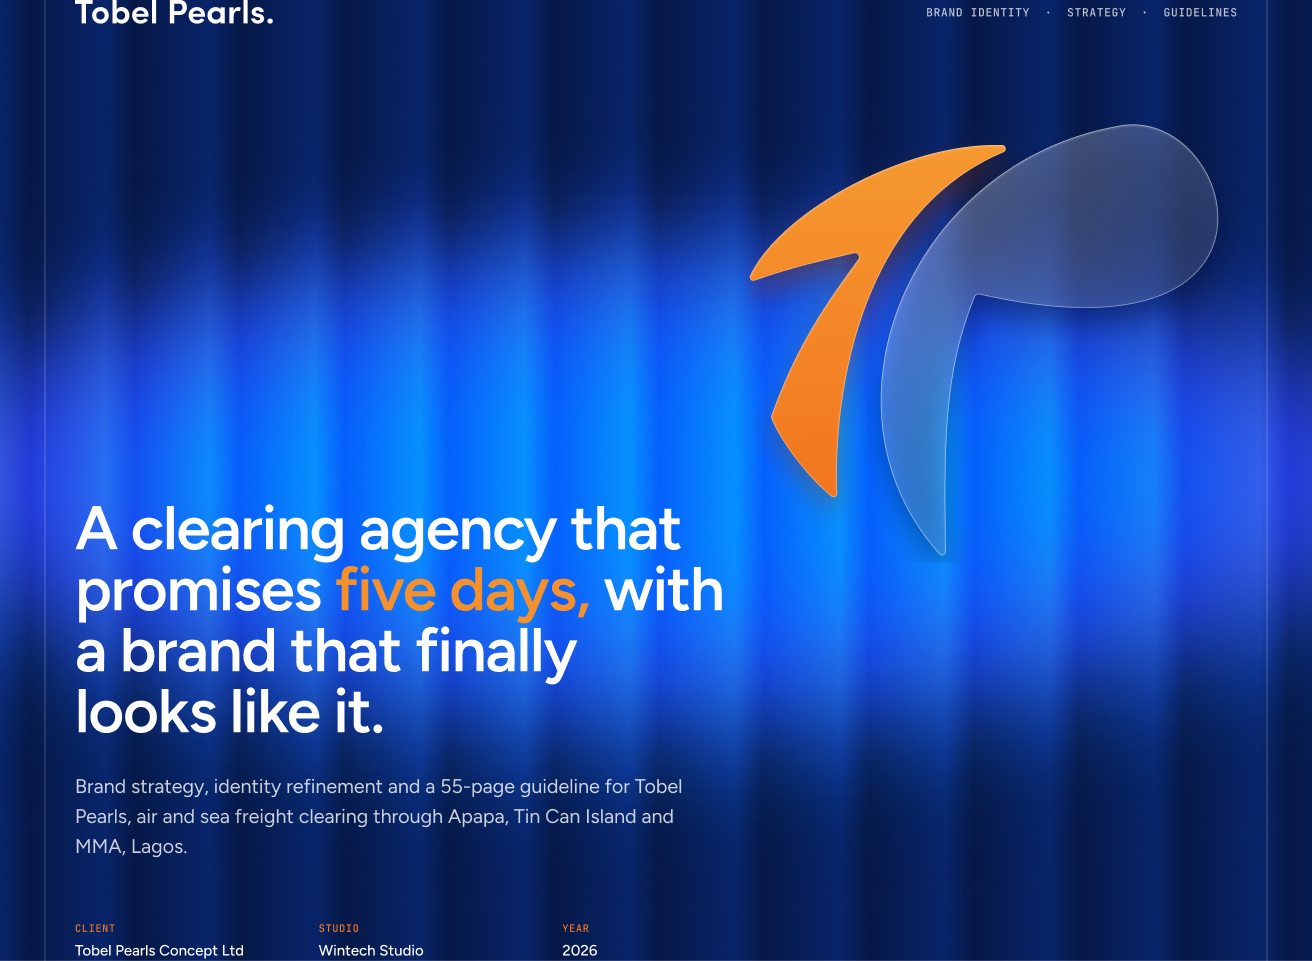 Tobel Pearls.
BRAND IDENTITY · STRATEGY · GUIDELINES
A clearing agency that
promises five days, with
a brand that finally
looks like it.
Brand strategy, identity refinement and a 55-page guideline for Tobel
Pearls, air and sea freight clearing through Apapa, Tin Can Island and
MMA, Lagos.
CLIENT
Tobel Pearls Concept Ltd
STUDIO
Wintech Studio
YEAR
2026